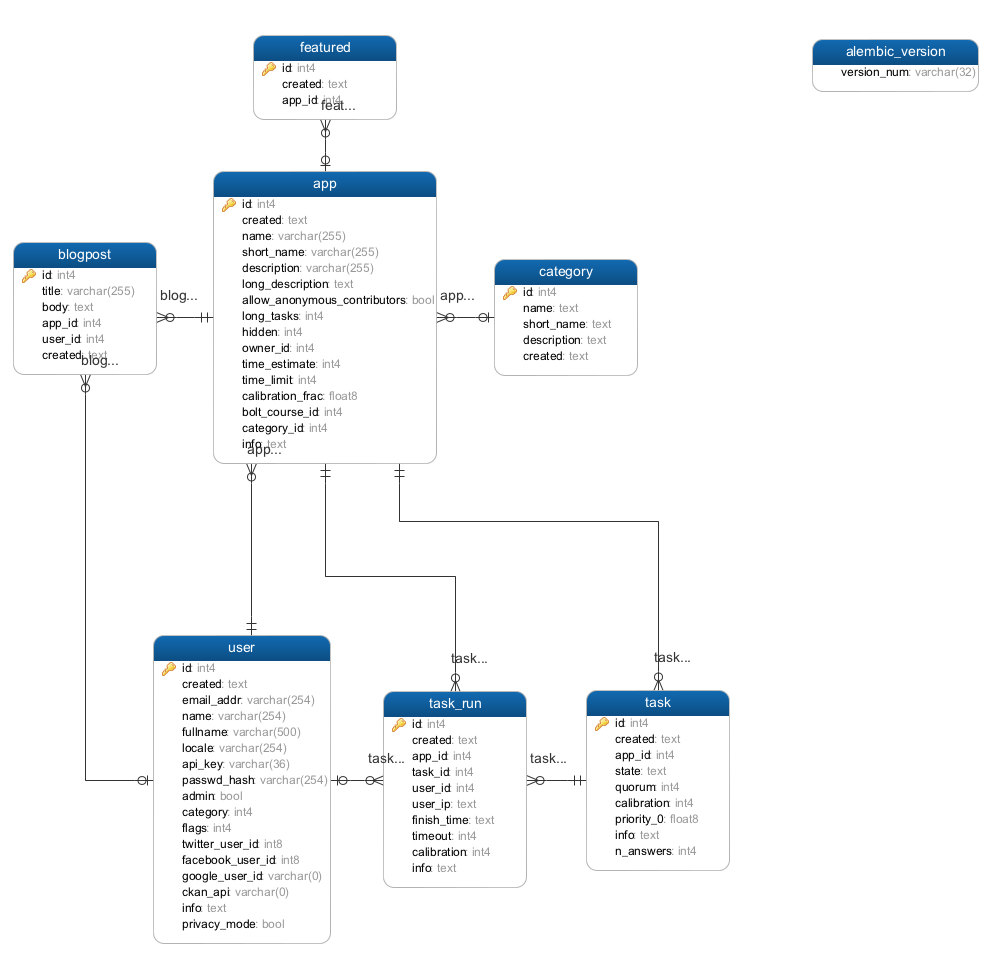 featured
id: int4
created: text
app_id: int4
feat...
alembic_version
version_num: varchar(32)
app
id: int4
created: text
name: varchar(255)
short_name: varchar(255)
description: varchar(255)
long_description: text
allow_anonymous_contributors: bool
long_tasks: int4
hidden: int4
owner_id: int4
time_estimate: int4
time_limit: int4
calibration_frac: float8
bolt_course_id: int4
category_id: int4
info: text
app...
blogpost
id: int4
title: varchar(255)
body: text
app_id: int4
user_id: int4
created: text
blog...
blog...
app...
category
id: int4
name: text
short_name: text
description: text
created: text
user
id: int4
created: text
email_addr: varchar(254)
name: varchar(254)
fullname: varchar(500)
locale: varchar(254)
api_key: varchar(36)
passwd_hash: varchar(254)
admin: bool
category: int4
flags: int4
twitter_user_id: int8
facebook_user_id: int8
google_user_id: varchar(0)
ckan_api: varchar(0)
info: text
privacy_mode: bool
task...
task...
task_run
id: int4
created: text
app_id: int4
task_id: int4
user_id: int4
user_ip: text
finish_time: text
timeout: int4
calibration: int4
info: text
task...
task...
task
id: int4
created: text
app_id: int4
state: text
quorum: int4
calibration: int4
priority_0: float8
info: text
n_answers: int4